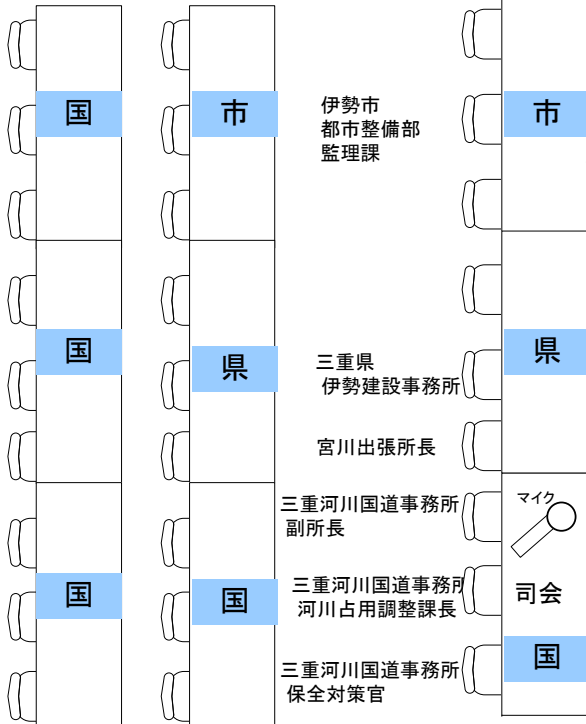 国
国
国
市
県
国
伊勢市
都市整備部
監理課
三重県
伊勢建設事務所
宮川出張所長
三重河川国道事務所
副所長
三重河川国道事務所
河川占用調整課長
三重河川国道事務所
保全対策官
市
県
マイク
司会
国